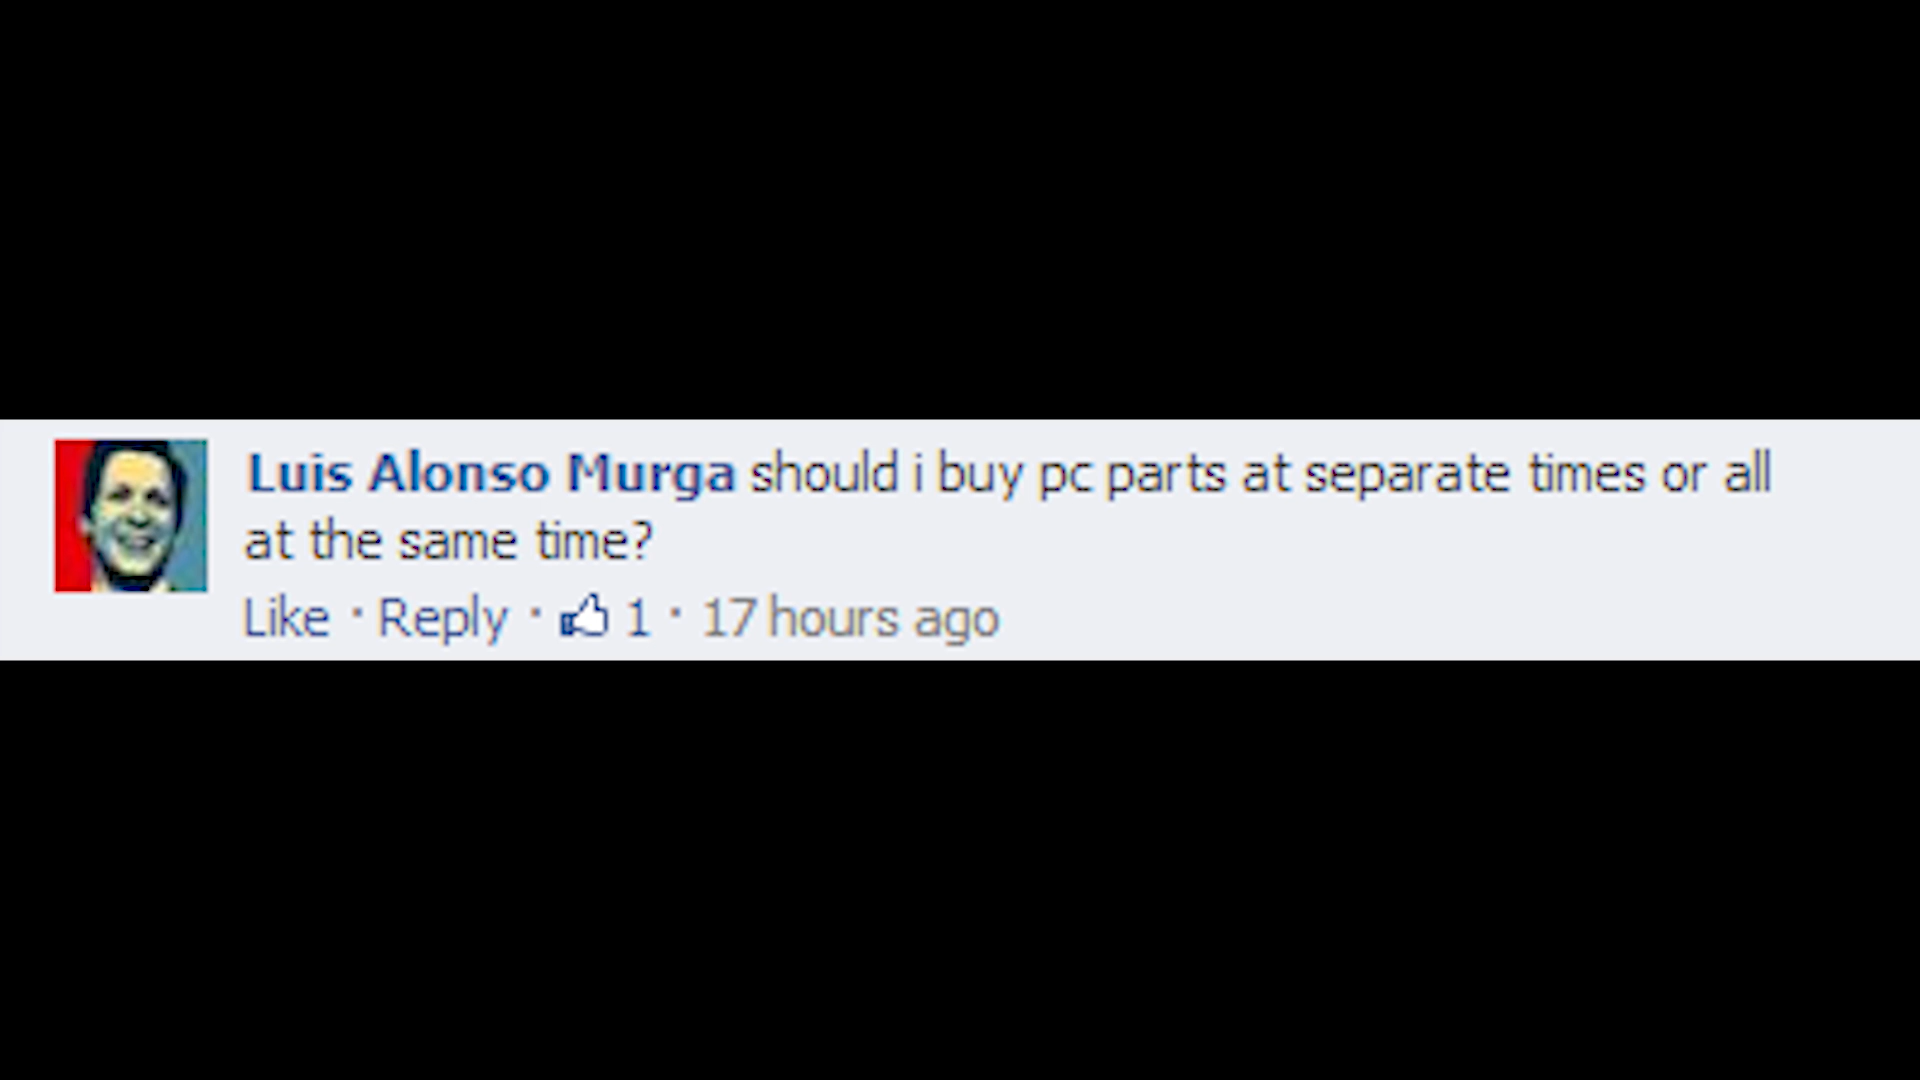 Luis Alonso Murga should i buy pc parts at separate times or all
at the same time?
Like · Reply · 1 · 17 hours ago